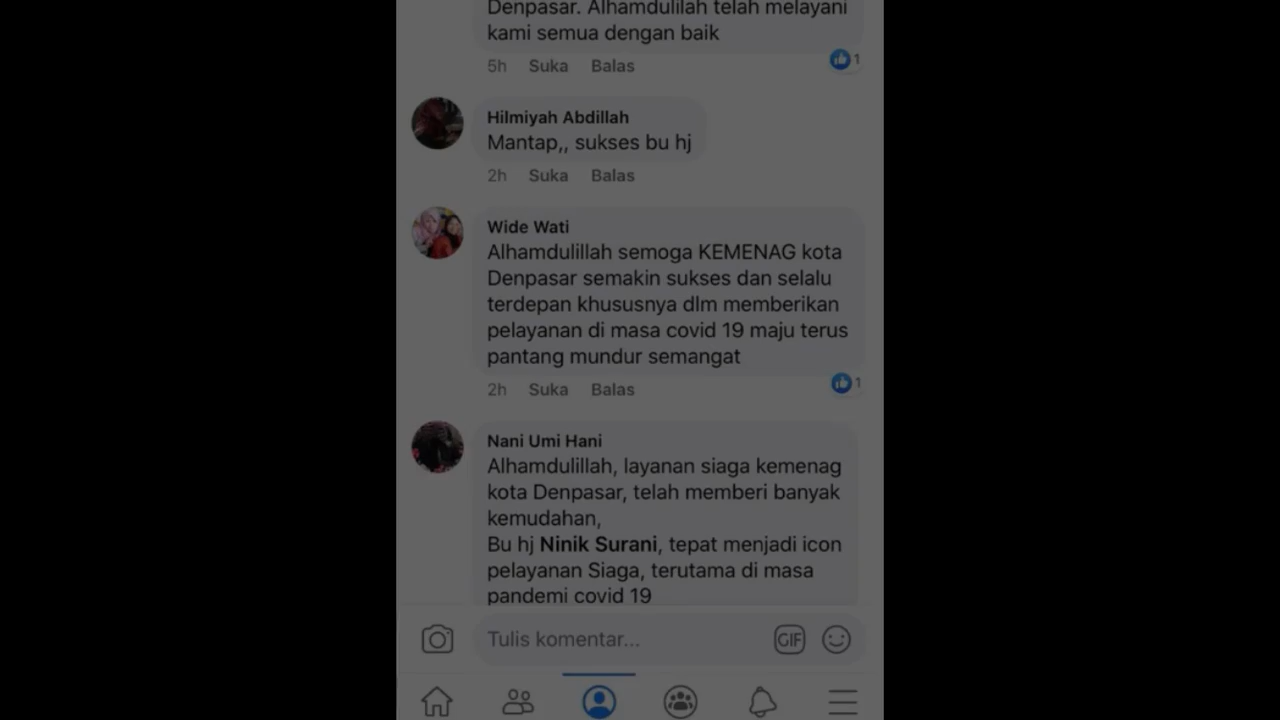 Denpasar. Alhamdulilah telah melayani
kami semua dengan baik
5h Suka Balas 1
Hilmiyah Abdillah
Mantap,, sukses bu hj
2h Suka Balas
Wide Wati
Alhamdulillah semoga KEMENAG kota
Denpasar semakin sukses dan selalu
terdepan khususnya dlm memberikan
pelayanan di masa covid 19 maju terus
pantang mundur semangat
2h Suka Balas 1
Nani Umi Hani
Alhamdulillah, layanan siaga kemenag
kota Denpasar, telah memberi banyak
kemudahan,
Bu hj Ninik Surani, tepat menjadi icon
pelayanan Siaga, terutama di masa
pandemi covid 19
Tulis komentar... GIF